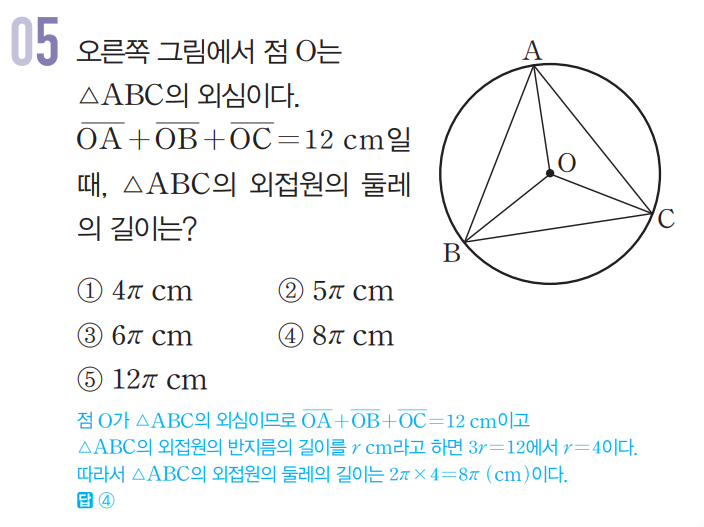 05
오른쪽 그림에서 점 O는
△ABC의 외심이다.
OA+OB+OC=12 cm일
때, △ABC의 외접원의 둘레
의 길이는?
A
O
B
C
① 4π cm ② 5π cm
③ 6π cm ④ 8π cm
⑤ 12π cm
점 O가 △ABC의 외심이므로 OA+OB+OC=12 cm이고
△ABC의 외접원의 반지름의 길이를 r cm라고 하면 3r=12에서 r=4이다.
따라서 △ABC의 외접원의 둘레의 길이는 2π×4=8π (cm)이다.
답 ④